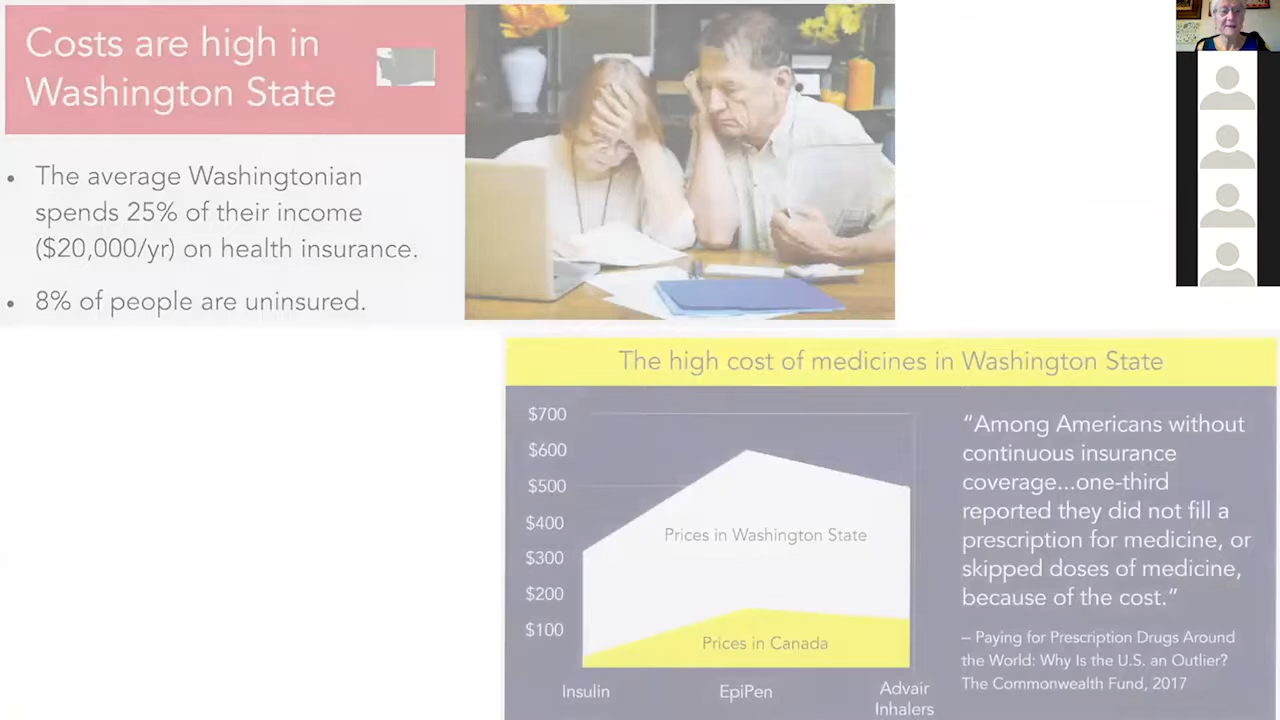 Costs are high in
Washington State
• The average Washingtonian
spends 25% of their income
($20,000/yr) on health insurance.
• 8% of people are uninsured.
The high cost of medicines in Washington State
$700
$600
$500
$400
$300
$200
$100
Prices in Washington State
Prices in Canada
Insulin
EpiPen
Advair
Inhalers
“Among Americans without
continuous insurance
coverage...one-third
reported they did not fill a
prescription for medicine, or
skipped doses of medicine,
because of the cost.”
– Paying for Prescription Drugs Around
the World: Why Is the U.S. an Outlier?
The Commonwealth Fund, 2017